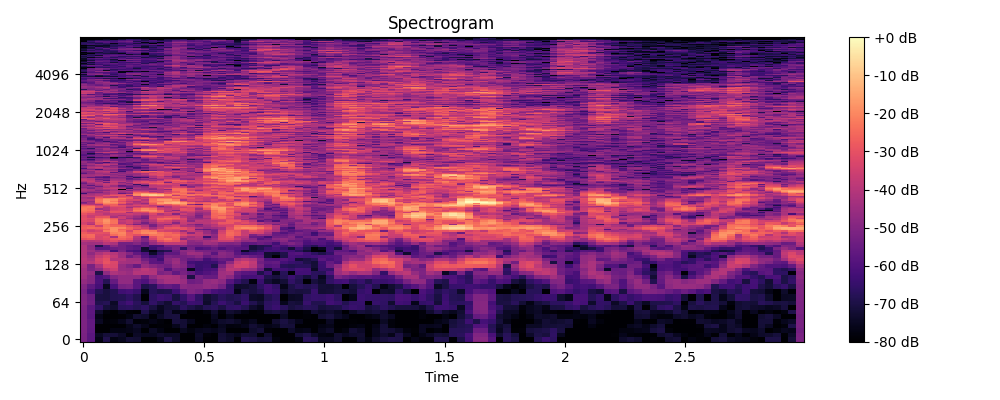 Spectrogram
Hz
4096
2048
1024
512
256
128
64
0
0 0.5 1 1.5 2 2.5
Time
+0 dB
-10 dB
-20 dB
-30 dB
-40 dB
-50 dB
-60 dB
-70 dB
-80 dB